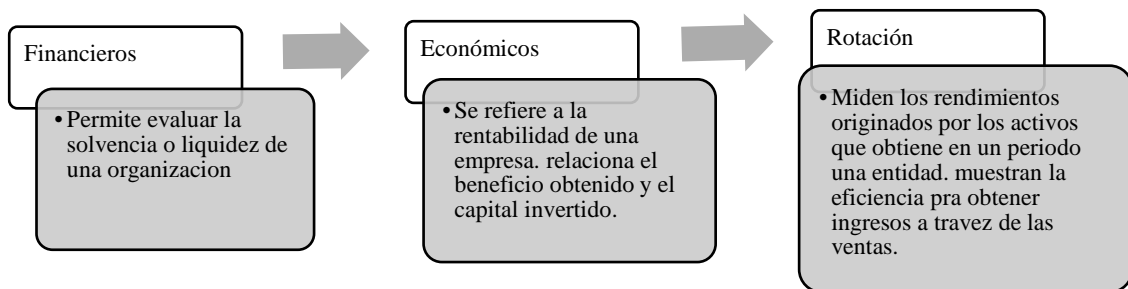 Financieros
• Permite evaluar la
solvencia o liquidez de
una organizacion
Económicos
• Se refiere a la
rentabilidad de una
empresa. relaciona el
beneficio obtenido y el
capital invertido.
Rotación
• Miden los rendimientos
originados por los activos
que obtiene en un periodo
una entidad. muestran la
eficiencia pra obtener
ingresos a travez de las
ventas.